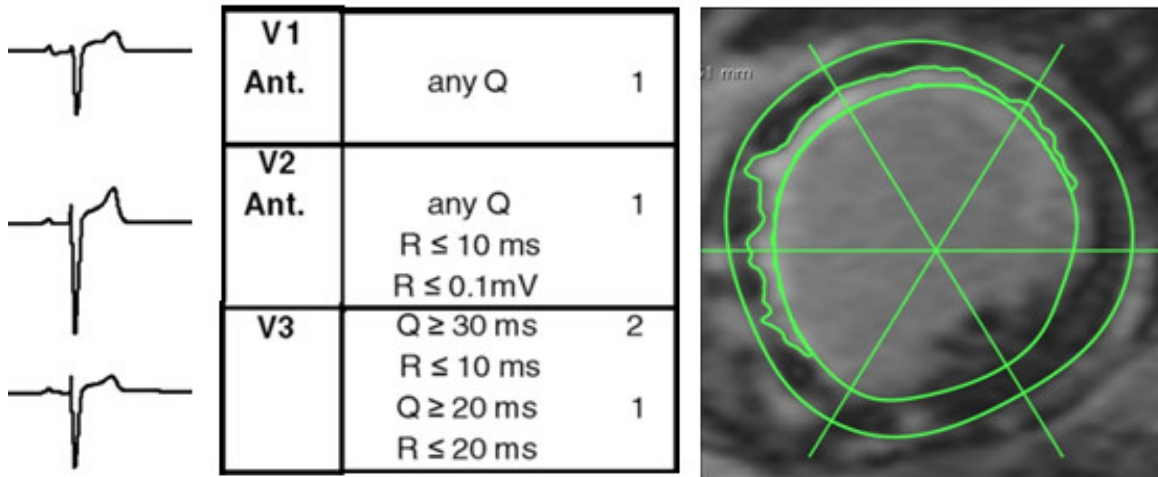 V1
Ant. any Q 1
V2
Ant. any Q 1
R ≤ 10 ms
R ≤ 0.1mV
V3 Q ≥ 30 ms 2
R ≤ 10 ms
Q ≥ 20 ms 1
R ≤ 20 ms
1 mm